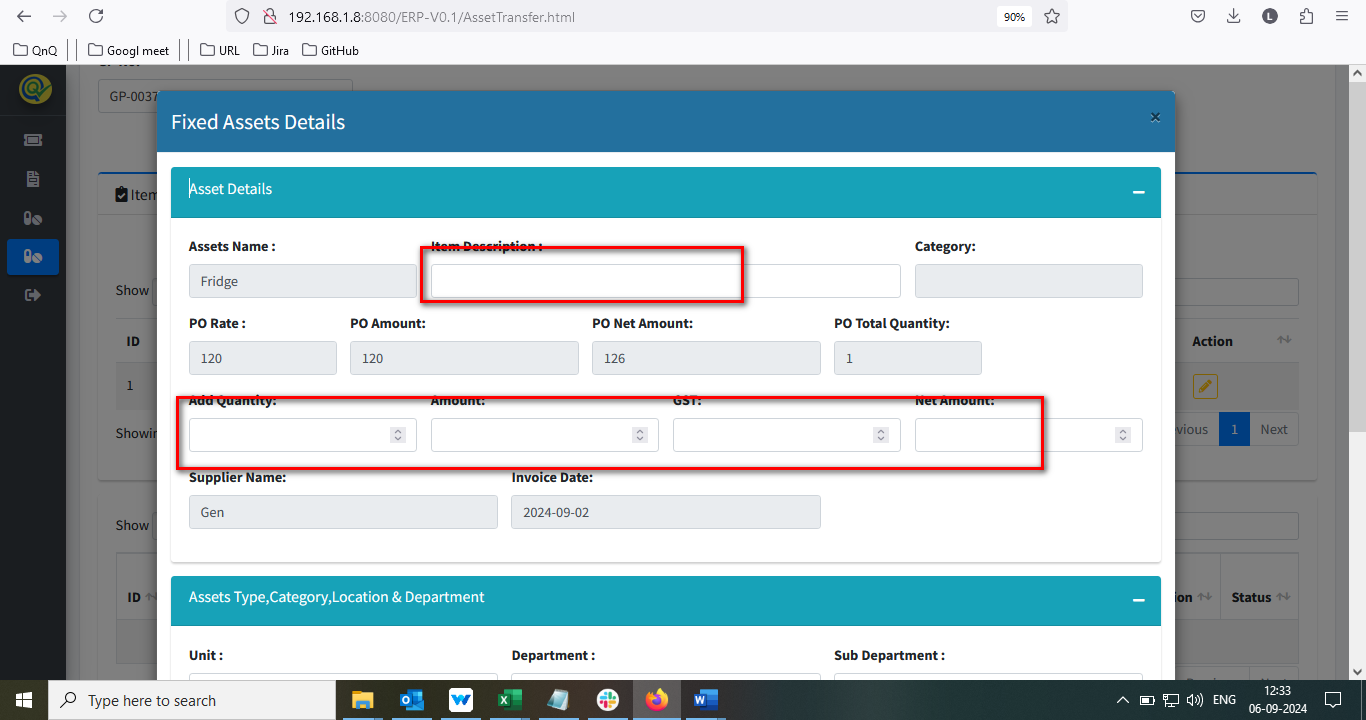 192.168.1.8:8080/ERP-V0.1/AssetTransfer.html
90%
L
QnQ
Googl meet
URL
Jira
GitHub
GP-0037
Fixed Assets Details
×
Item
Asset Details
Assets Name :
Item Description :
Category:
Fridge
Show
PO Rate :
PO Amount:
PO Net Amount:
PO Total Quantity:
ID
Action
120
120
126
1
1
Add Quantity:
Amount:
GST:
Net Amount:
Showin
vious
1
Next
Supplier Name:
Invoice Date:
Gen
2024-09-02
Show
Assets Type,Category,Location & Department
ID
ion
Status
Unit :
Department :
Sub Department :
Type here to search
ENG
12:33
06-09-2024